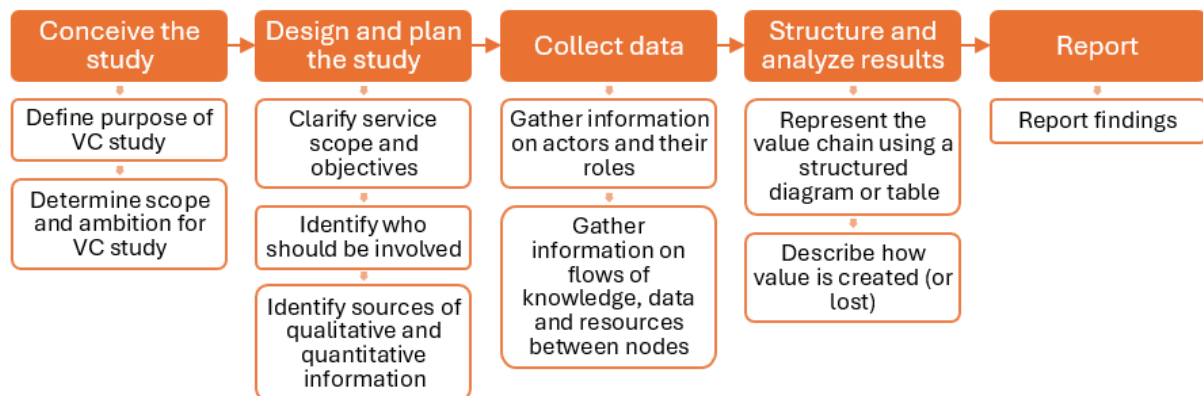 Conceive the
study
Define purpose of
VC study
Determine scope
and ambition for
VC study
Design and plan
the study
Clarify service
scope and
objectives
Identify who
should be involved
Identify sources of
qualitative and
quantitative
information
Collect data
Gather information
on actors and their
roles
Gather
information on
flows of
knowledge, data
and resources
between nodes
Structure and
analyze results
Represent the
value chain using a
structured
diagram or table
Describe how
value is created (or
lost)
Report
Report findings